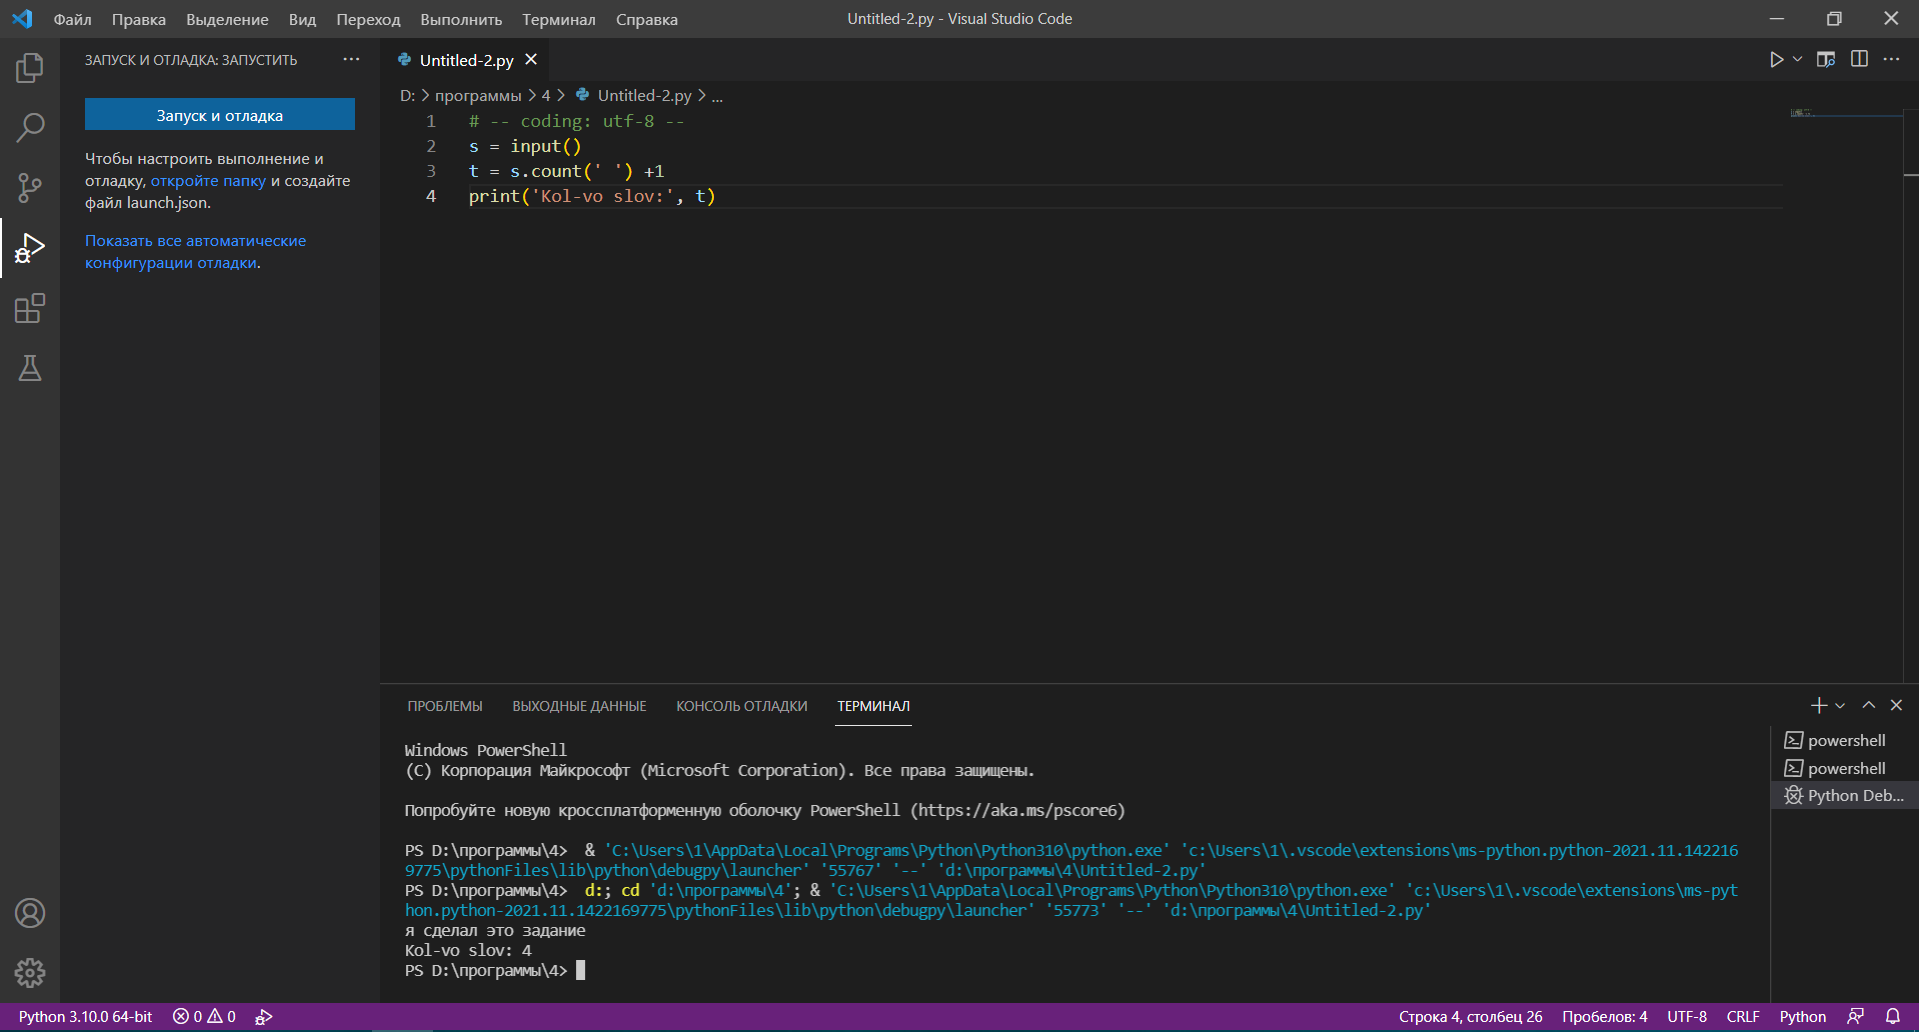 Файл Правка Выделение Вид Переход Выполнить Терминал Справка
Untitled-2.py - Visual Studio Code
ЗАПУСК И ОТЛАДКА: ЗАПУСТИТЬ
Запуск и отладка
Чтобы настроить выполнение и
отладку, откройте папку и создайте
файл launch.json.
Показать все автоматические
конфигурации отладки.
Untitled-2.py
D: > программы > 4 > Untitled-2.py > ...
1 # -- coding: utf-8 --
2 s = input()
3 t = s.count(' ') +1
4 print('Kol-vo slov:', t)
ПРОБЛЕМЫ ВЫХОДНЫЕ ДАННЫЕ КОНСОЛЬ ОТЛАДКИ ТЕРМИНАЛ
Windows PowerShell
(C) Корпорация Майкрософт (Microsoft Corporation). Все права защищены.
Попробуйте новую кроссплатформенную оболочку PowerShell (https://aka.ms/pscore6)
PS D:\программы\4>  & 'C:\Users\1\AppData\Local\Programs\Python\Python310\python.exe' 'c:\Users\1\.vscode\extensions\ms-python.python-2021.11.142216
9775\pythonFiles\lib\python\debugpy\launcher' '55767' '--' 'd:\программы\4\Untitled-2.py'
PS D:\программы\4>  d:; cd 'd:\программы\4'; & 'C:\Users\1\AppData\Local\Programs\Python\Python310\python.exe' 'c:\Users\1\.vscode\extensions\ms-pyt
hon.python-2021.11.1422169775\pythonFiles\lib\python\debugpy\launcher' '55773' '--' 'd:\программы\4\Untitled-2.py'
я сделал это задание
Kol-vo slov: 4
PS D:\программы\4>
powershell
powershell
Python Deb...
Python 3.10.0 64-bit 0 0
Строка 4, столбец 26 Пробелов: 4 UTF-8 CRLF Python